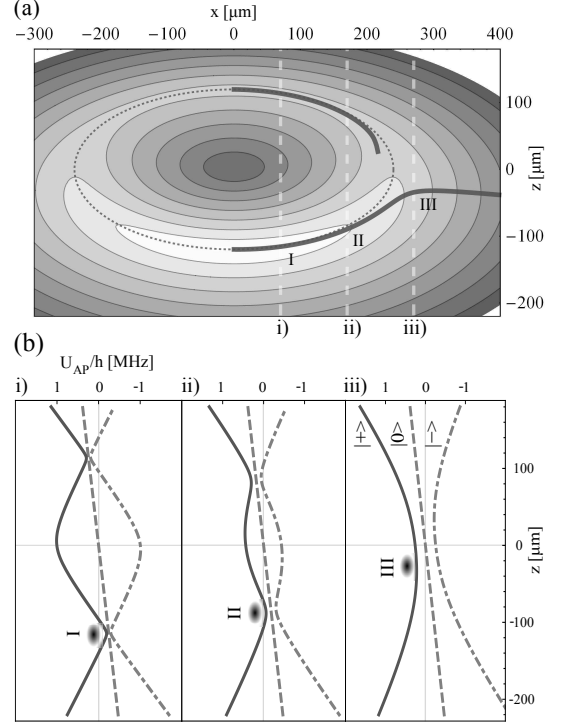 (a)
x [μm]
−300 −200 −100 0 100 200 300 400
100
0
−100
−200
z [μm]
I
II
III
i) ii) iii)
(b)
U_AP/h [MHz]
i) 1 0 -1
ii) 1 0 -1
iii) 1 0 -1
|+> |0> |−>
100
0
-100
-200
z [μm]
I
II
III